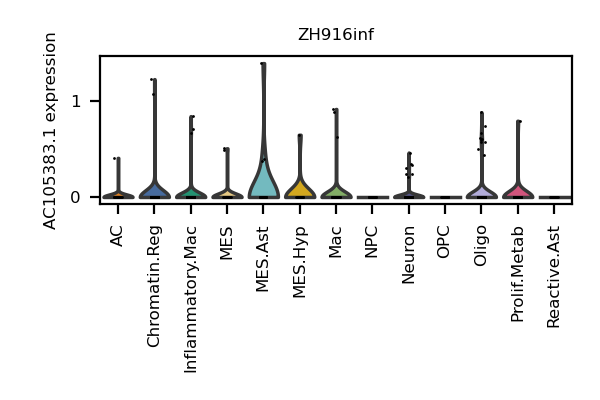 ZH916inf
AC105383.1 expression
1
0
AC
Chromatin.Reg
Inflammatory.Mac
MES
MES.Ast
MES.Hyp
Mac
NPC
Neuron
OPC
Oligo
Prolif.Metab
Reactive.Ast